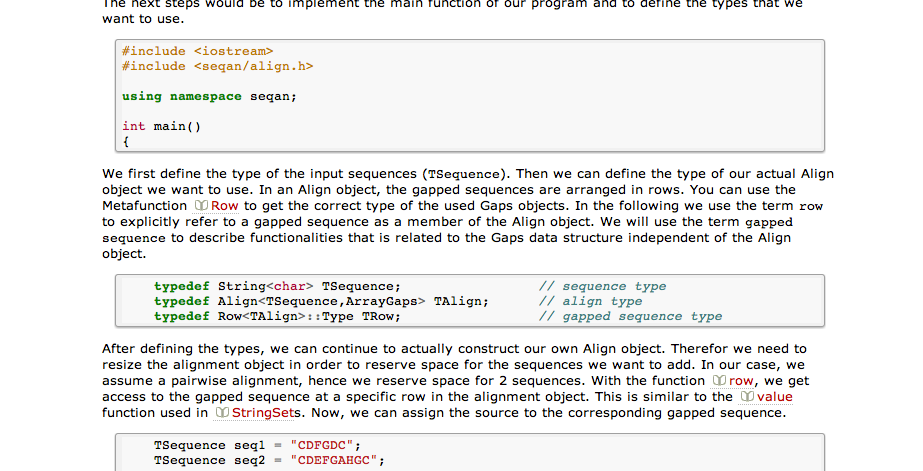 The next steps would be to implement the main function of our program and to define the types that we
want to use.
#include <iostream>
#include <seqan/align.h>
using namespace seqan;
int main()
{
We first define the type of the input sequences (TSequence). Then we can define the type of our actual Align
object we want to use. In an Align object, the gapped sequences are arranged in rows. You can use the
Metafunction Row to get the correct type of the used Gaps objects. In the following we use the term row
to explicitly refer to a gapped sequence as a member of the Align object. We will use the term gapped
sequence to describe functionalities that is related to the Gaps data structure independent of the Align
object.
typedef String<char> TSequence; // sequence type
typedef Align<TSequence,ArrayGaps> TAlign; // align type
typedef Row<TAlign>::Type TRow; // gapped sequence type
After defining the types, we can continue to actually construct our own Align object. Therefor we need to
resize the alignment object in order to reserve space for the sequences we want to add. In our case, we
assume a pairwise alignment, hence we reserve space for 2 sequences. With the function row, we get
access to the gapped sequence at a specific row in the alignment object. This is similar to the value
function used in StringSets. Now, we can assign the source to the corresponding gapped sequence.
TSequence seq1 = "CDFGDC";
TSequence seq2 = "CDEFGAHGC";